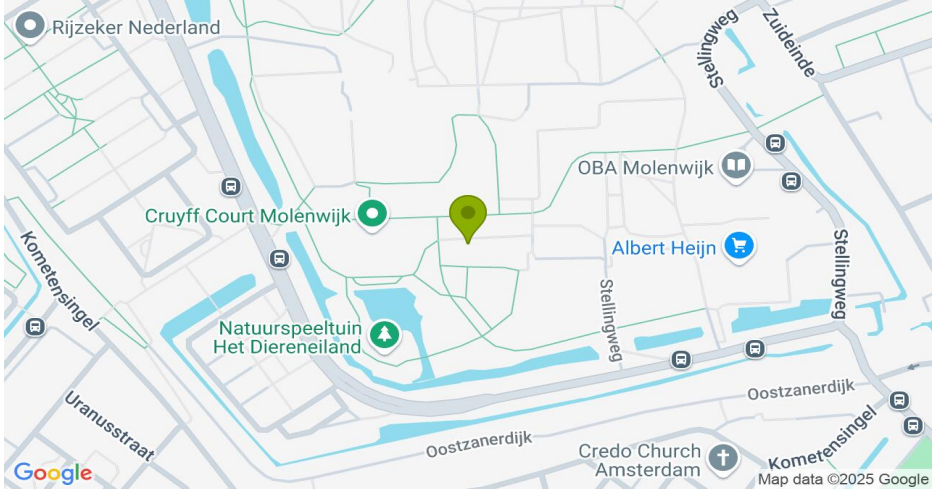 Rijzeker Nederland
Stellingweg
Zuideinde
OBA Molenwijk
Cruyff Court Molenwijk
Albert Heijn
Kometensingel
Stellingweg
Stellingweg
Natuurspeeltuin
Het Diereneiland
Uranusstraat
Oostzanerdijk
Oostzanerdijk
Kometensingel
Credo Church
Amsterdam
Google
Map data ©2025 Google